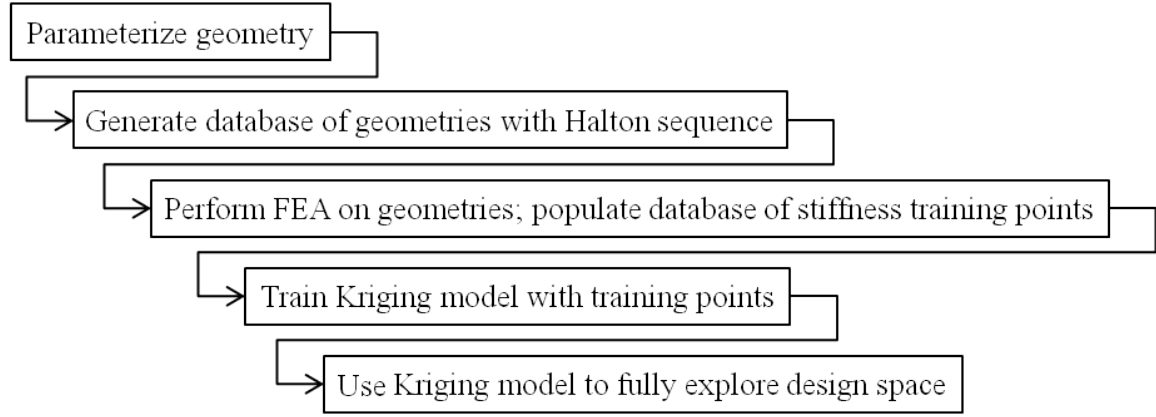 Parameterize geometry
Generate database of geometries with Halton sequence
Perform FEA on geometries; populate database of stiffness training points
Train Kriging model with training points
Use Kriging model to fully explore design space